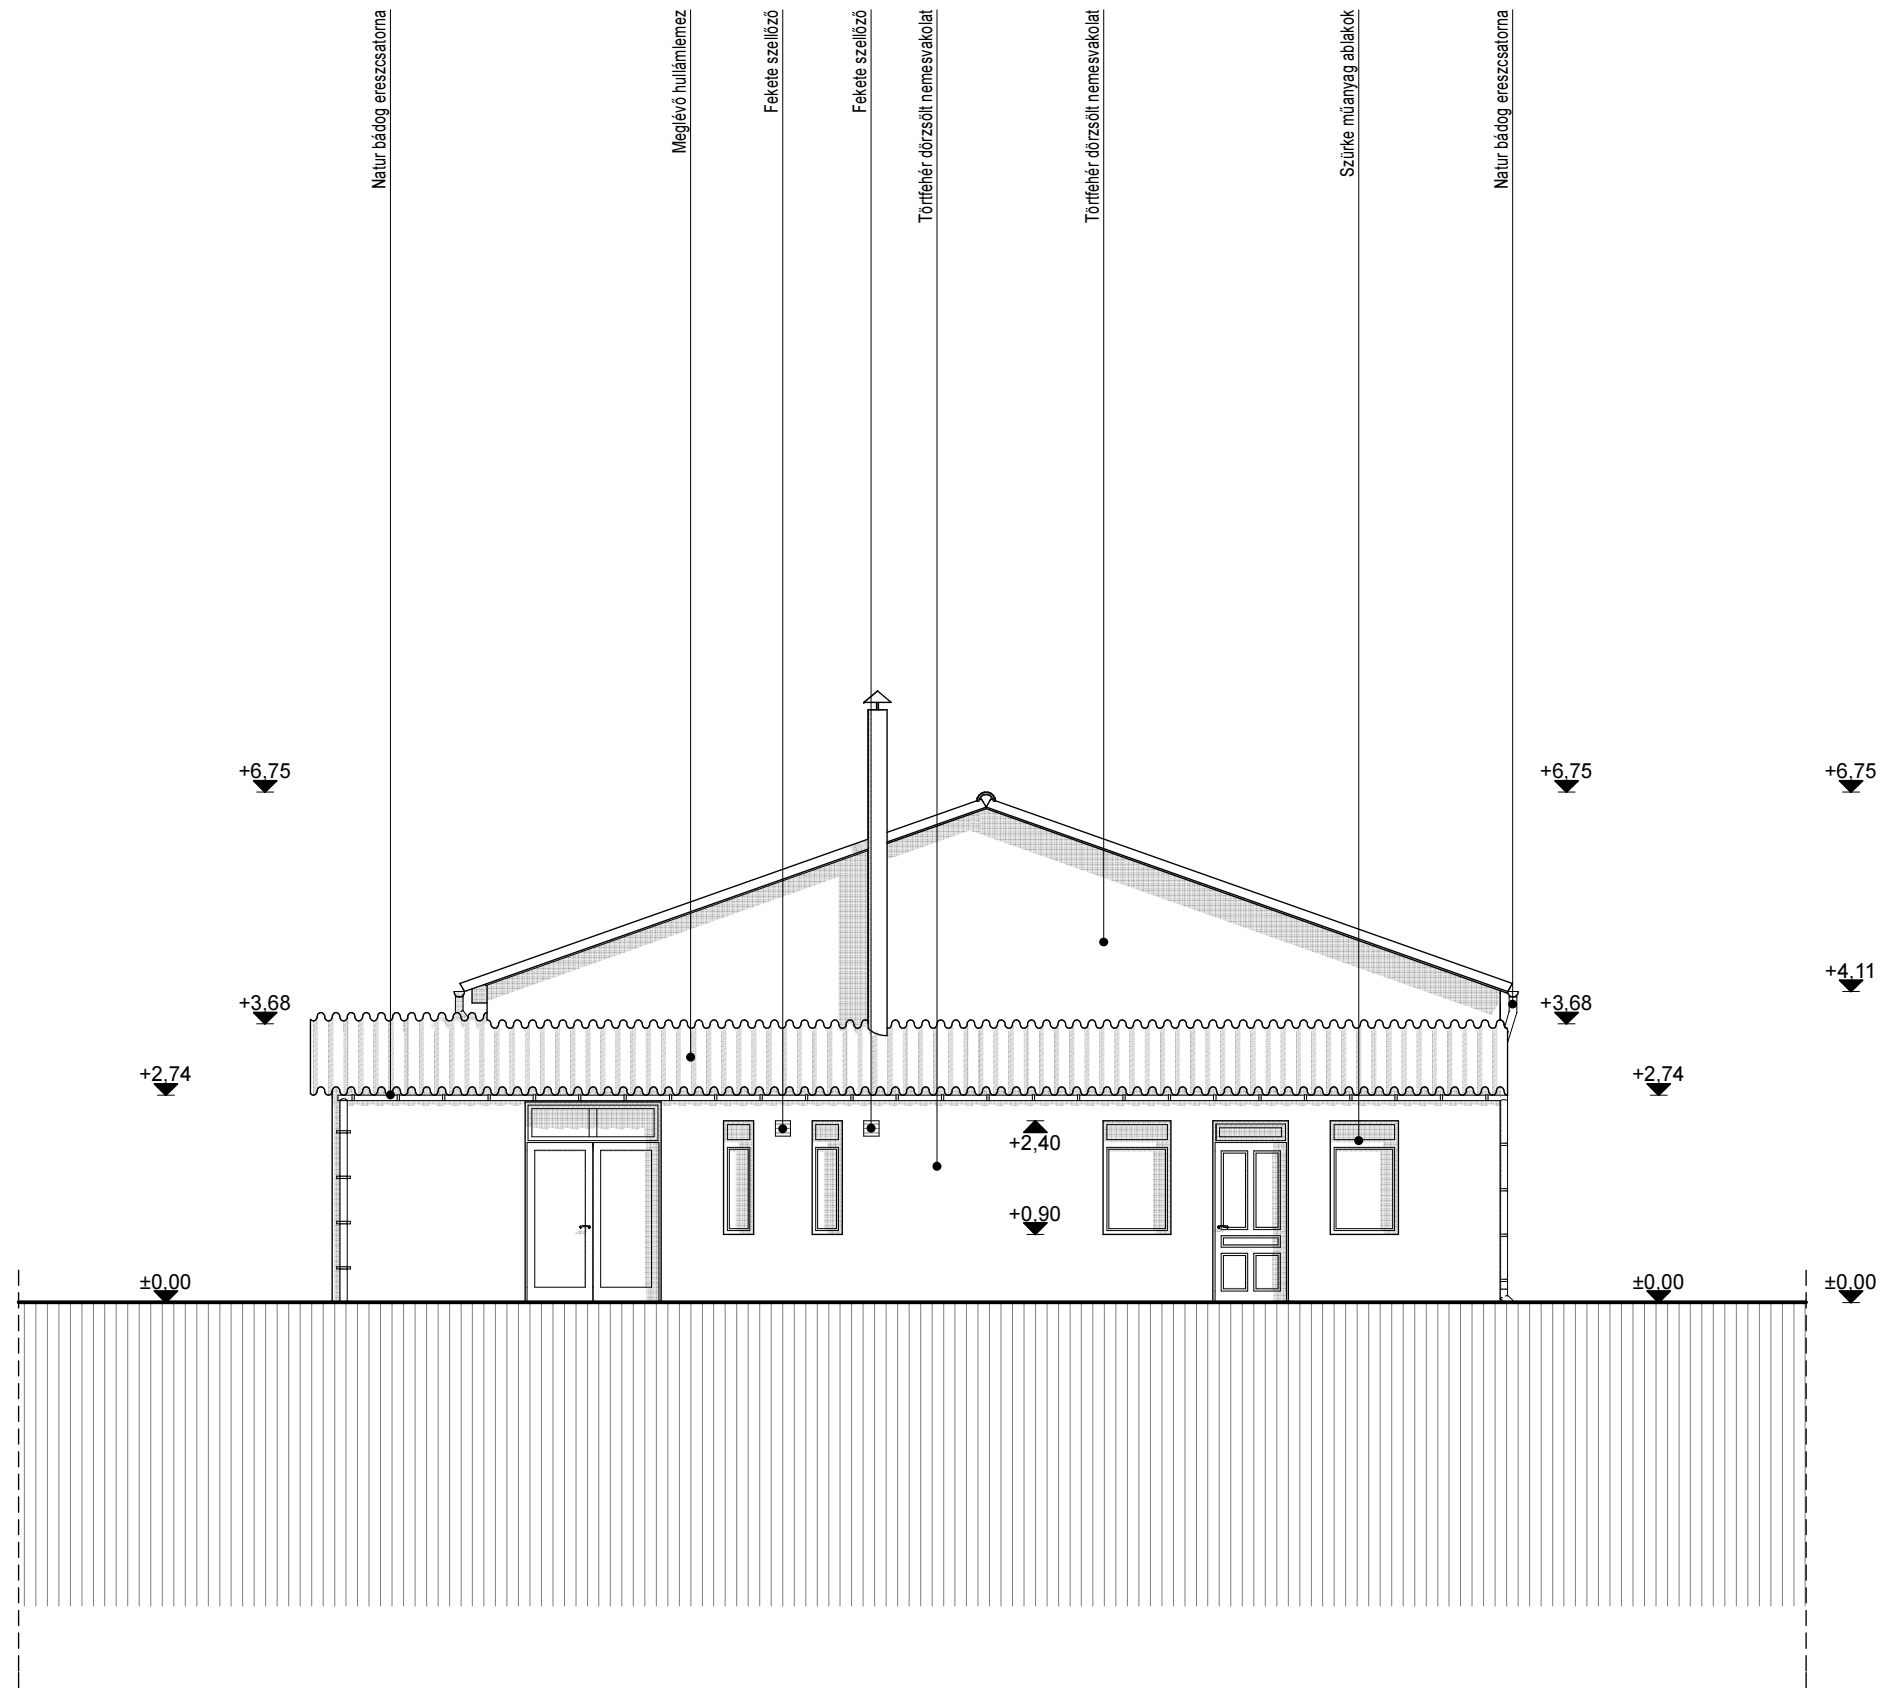 Natur bádog ereszcsatorna
Meglévő hullámlemez
Fekete szellőző
Fekete szellőző
Törtfehér dörzsölt nemesvakolat
Törtfehér dörzsölt nemesvakolat
Szürke műanyag ablakok
Natur bádog ereszcsatorna
+6,75
+6,75
+6,75
+4,11
+3,68
+3,68
+2,74
+2,74
+2,40
+0,90
±0,00
±0,00
±0,00